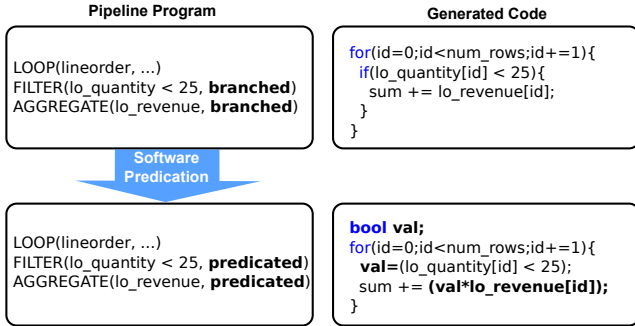 Pipeline Program
LOOP(lineorder, ...)
FILTER(lo_quantity < 25, branched)
AGGREGATE(lo_revenue, branched)
Generated Code
for(id=0;id<num_rows;id+=1){
if(lo_quantity[id] < 25){
sum += lo_revenue[id];
}
}
Software
Predication
LOOP(lineorder, ...)
FILTER(lo_quantity < 25, predicated)
AGGREGATE(lo_revenue, predicated)
bool val;
for(id=0;id<num_rows;id+=1){
val=(lo_quantity[id] < 25);
sum += (val*lo_revenue[id]);
}